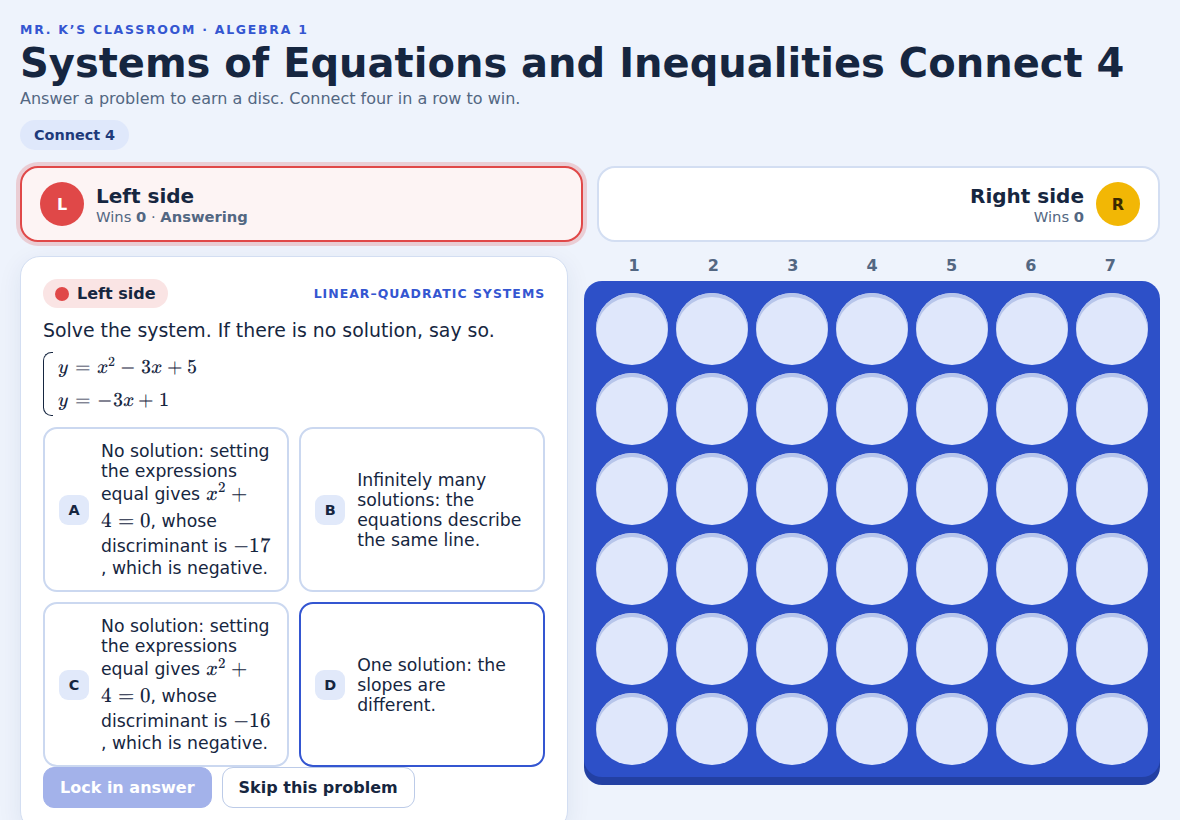 MR. K'S CLASSROOM · ALGEBRA 1
Systems of Equations and Inequalities Connect 4
Answer a problem to earn a disc. Connect four in a row to win.
Connect 4
L
Left side
Wins 0 · Answering
Right side
Wins 0
R
Left side
LINEAR–QUADRATIC SYSTEMS
Solve the system. If there is no solution, say so.
y = x² − 3x + 5
y = −3x + 1
A
No solution: setting
the expressions
equal gives x² +
4 = 0, whose
discriminant is −17
, which is negative.
B
Infinitely many
solutions: the
equations describe
the same line.
C
No solution: setting
the expressions
equal gives x² +
4 = 0, whose
discriminant is −16
, which is negative.
D
One solution: the
slopes are
different.
Lock in answer
Skip this problem
1 2 3 4 5 6 7